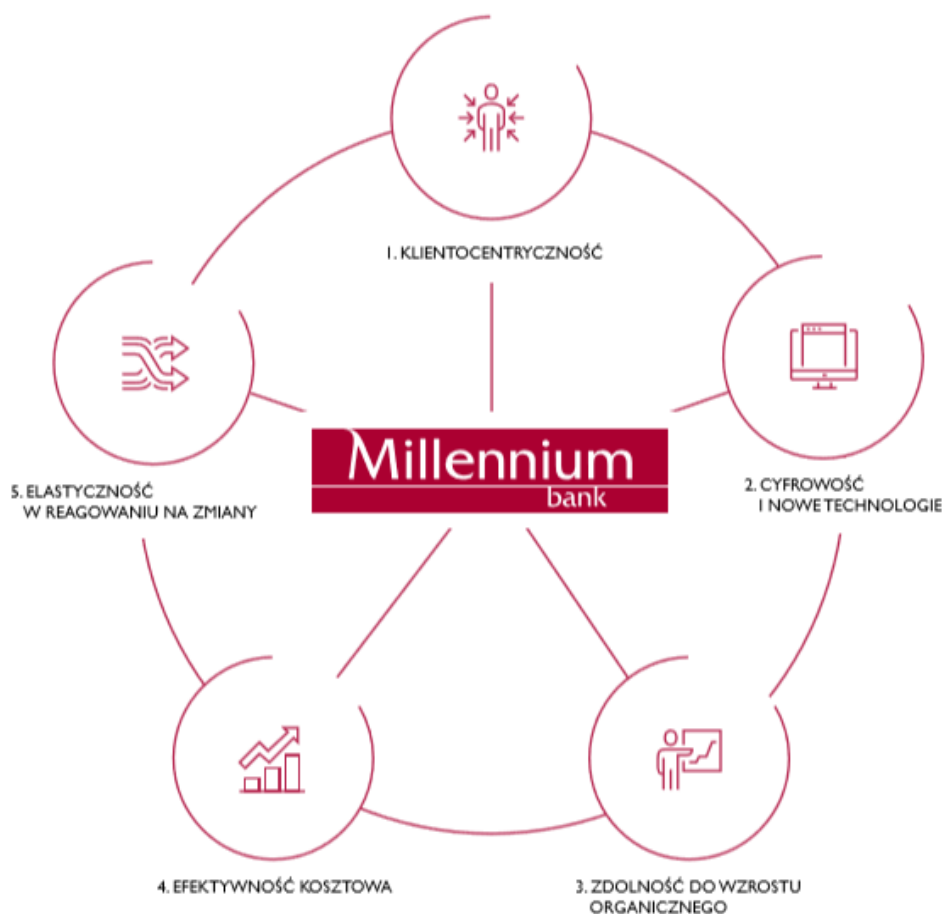 1. KLIENTOCENTRYCZNOŚĆ
Millennium
bank
2. CYFROWOŚĆ
I NOWE TECHNOLOGIE
3. ZDOLNOŚĆ DO WZROSTU
ORGANICZNEGO
4. EFEKTYWNOŚĆ KOSZTOWA
5. ELASTYCZNOŚĆ
W REAGOWANIU NA ZMIANY